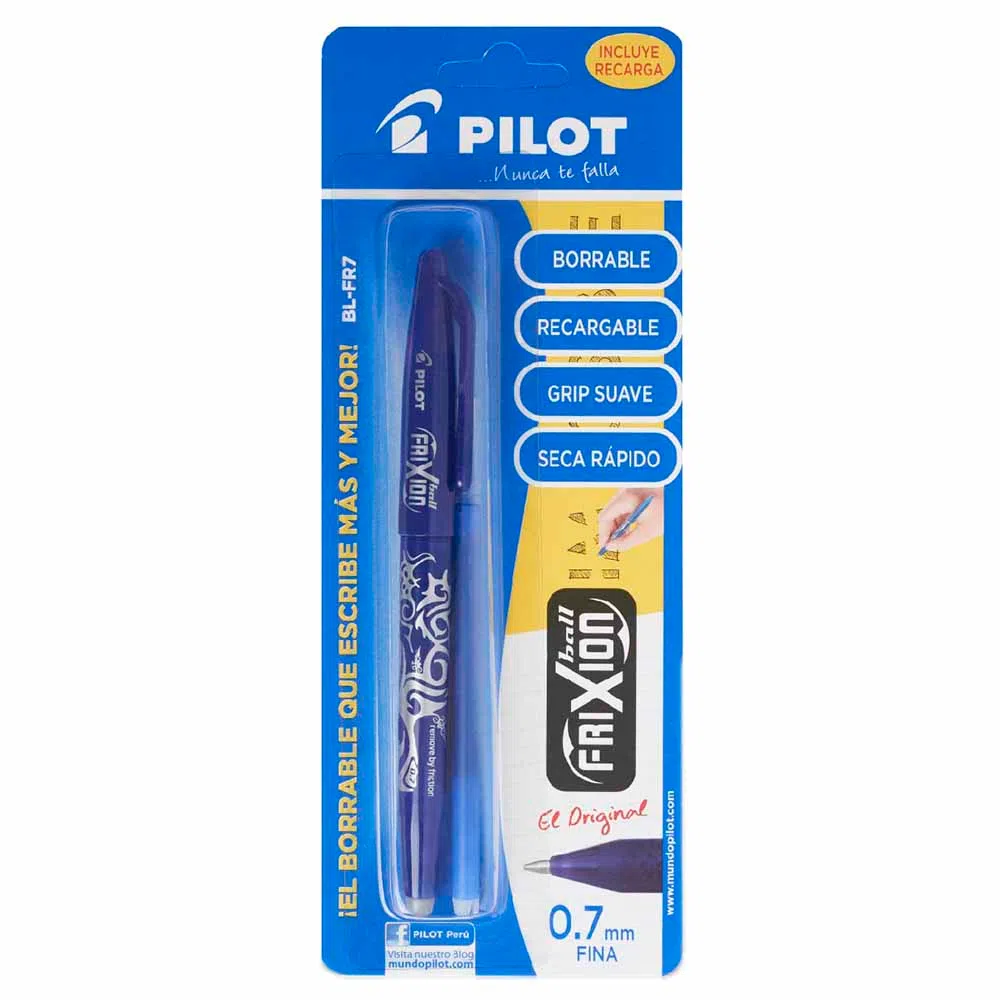 INCLUYE
RECARGA
PILOT
...Nunca te falla
BORRABLE
RECARGABLE
GRIP SUAVE
SECA RÁPIDO
¡EL BORRABLE QUE ESCRIBE MÁS Y MEJOR! BL-FR7
PILOT
FRIXION ball
remove by friction
0.7
FRIXION ball
El Original
www.mundopilot.com
0.7 mm
FINA
f PILOT Perú
Visita nuestro Blog
mundopilot.com